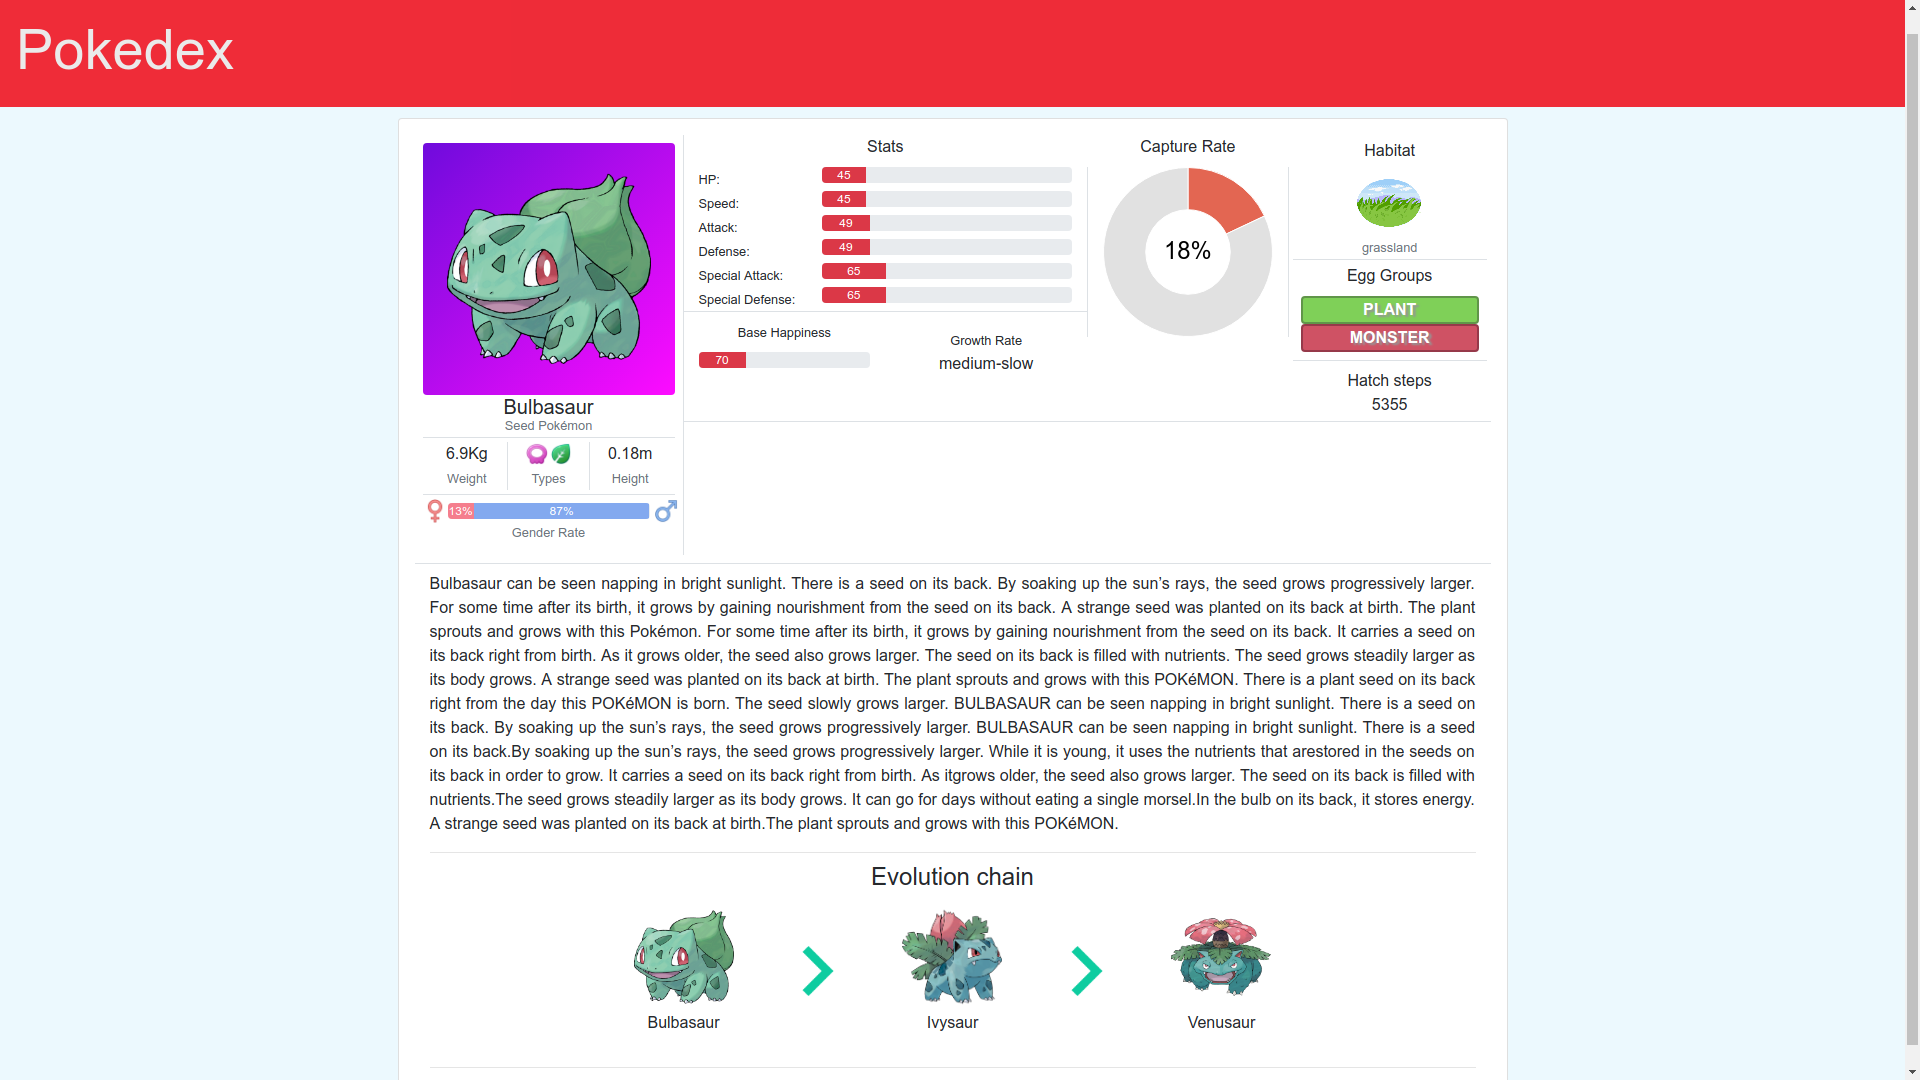 Pokedex
Bulbasaur
Seed Pokémon
6.9Kg
Weight
Types
0.18m
Height
13%
87%
Gender Rate
Stats
HP:
45
Speed:
45
Attack:
49
Defense:
49
Special Attack:
65
Special Defense:
65
Base Happiness
70
Growth Rate
medium-slow
Capture Rate
18%
Habitat
grassland
Egg Groups
PLANT
MONSTER
Hatch steps
5355
Bulbasaur can be seen napping in bright sunlight. There is a seed on its back. By soaking up the sun’s rays, the seed grows progressively larger.
For some time after its birth, it grows by gaining nourishment from the seed on its back. A strange seed was planted on its back at birth. The plant
sprouts and grows with this Pokémon. For some time after its birth, it grows by gaining nourishment from the seed on its back. It carries a seed on
its back right from birth. As it grows older, the seed also grows larger. The seed on its back is filled with nutrients. The seed grows steadily larger as
its body grows. A strange seed was planted on its back at birth. The plant sprouts and grows with this POKéMON. There is a plant seed on its back
right from the day this POKéMON is born. The seed slowly grows larger. BULBASAUR can be seen napping in bright sunlight. There is a seed on
its back. By soaking up the sun’s rays, the seed grows progressively larger. BULBASAUR can be seen napping in bright sunlight. There is a seed
on its back.By soaking up the sun’s rays, the seed grows progressively larger. While it is young, it uses the nutrients that arestored in the seeds on
its back in order to grow. It carries a seed on its back right from birth. As itgrows older, the seed also grows larger. The seed on its back is filled with
nutrients.The seed grows steadily larger as its body grows. It can go for days without eating a single morsel.In the bulb on its back, it stores energy.
A strange seed was planted on its back at birth.The plant sprouts and grows with this POKéMON.
Evolution chain
Bulbasaur
Ivysaur
Venusaur